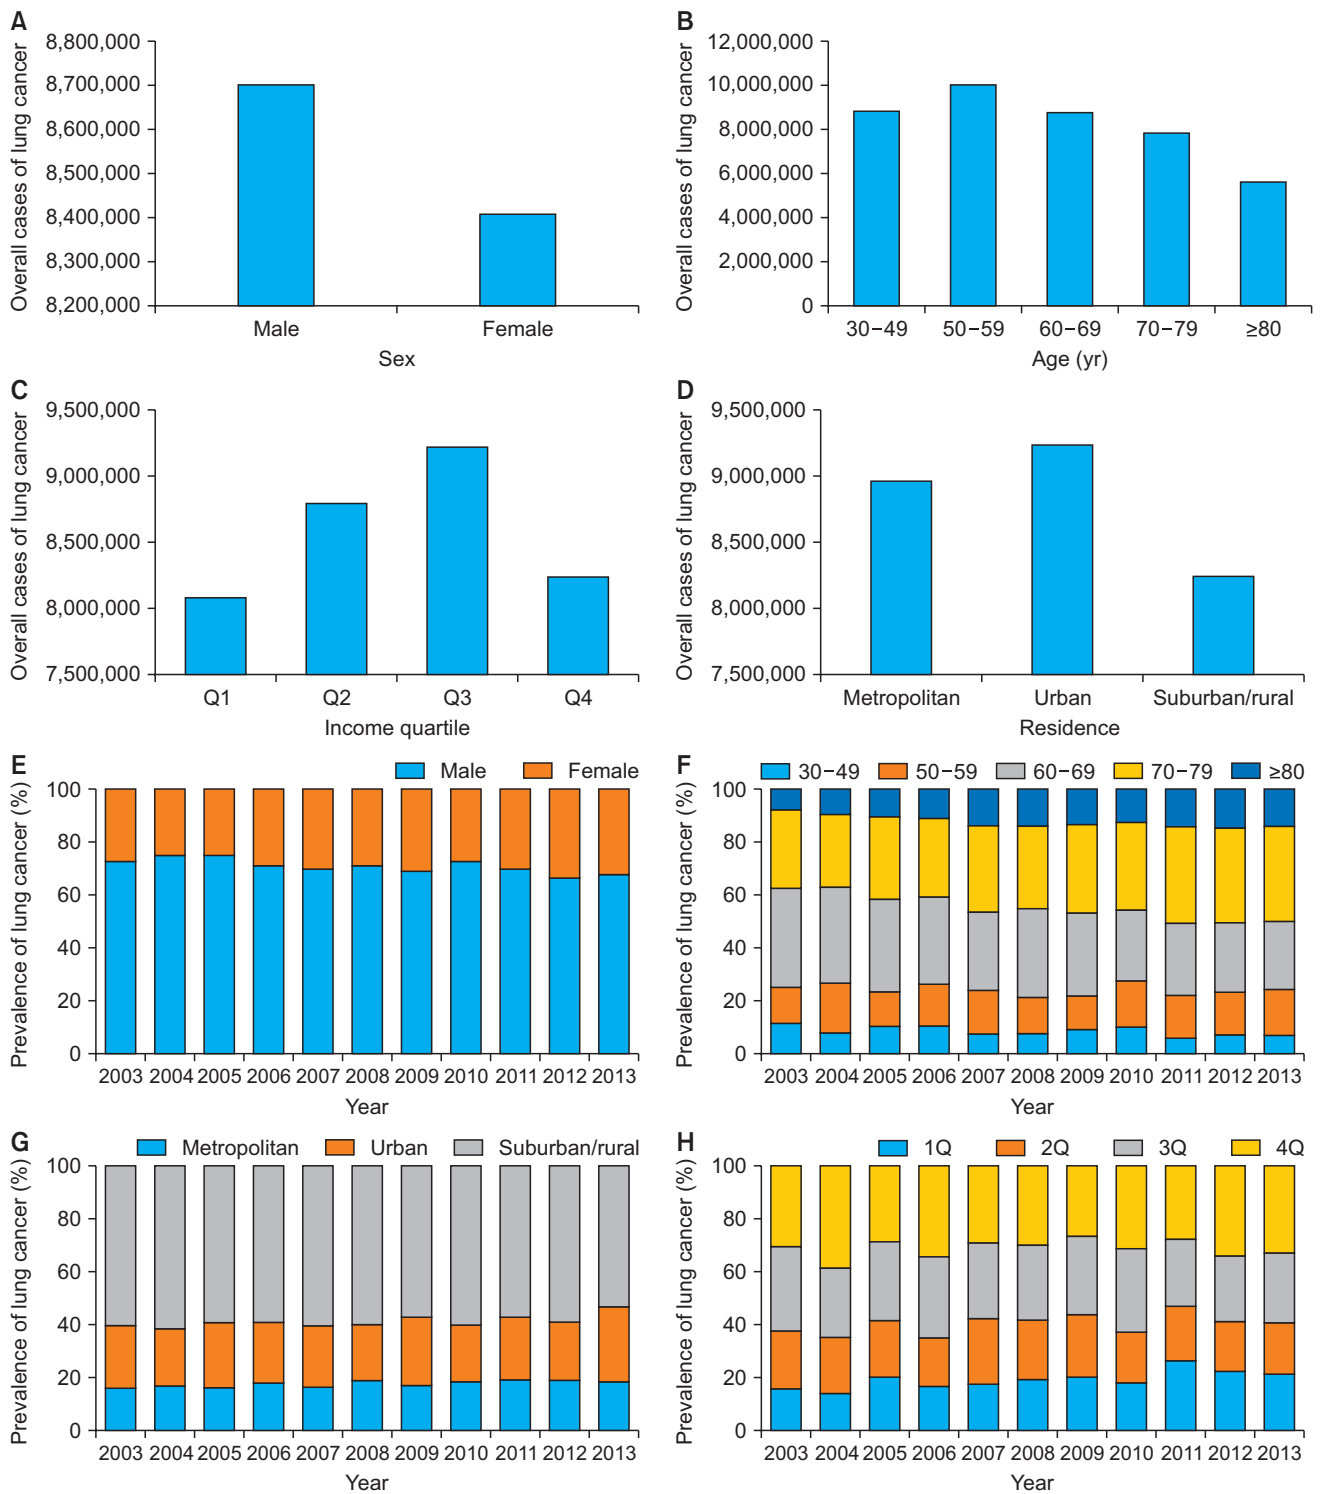 A
Overall cases of lung cancer
8,800,000
8,700,000
8,600,000
8,500,000
8,400,000
8,300,000
8,200,000
Male Female
Sex
B
Overall cases of lung cancer
12,000,000
10,000,000
8,000,000
6,000,000
4,000,000
2,000,000
0
30–49 50–59 60–69 70–79 ≥80
Age (yr)
C
Overall cases of lung cancer
9,500,000
9,000,000
8,500,000
8,000,000
7,500,000
Q1 Q2 Q3 Q4
Income quartile
D
Overall cases of lung cancer
9,500,000
9,000,000
8,500,000
8,000,000
7,500,000
Metropolitan Urban Suburban/rural
Residence
E
Male Female
Prevalence of lung cancer (%)
100
80
60
40
20
0
2003 2004 2005 2006 2007 2008 2009 2010 2011 2012 2013
Year
F
30–49 50–59 60–69 70–79 ≥80
Prevalence of lung cancer (%)
100
80
60
40
20
0
2003 2004 2005 2006 2007 2008 2009 2010 2011 2012 2013
Year
G
Metropolitan Urban Suburban/rural
Prevalence of lung cancer (%)
100
80
60
40
20
0
2003 2004 2005 2006 2007 2008 2009 2010 2011 2012 2013
Year
H
1Q 2Q 3Q 4Q
Prevalence of lung cancer (%)
100
80
60
40
20
0
2003 2004 2005 2006 2007 2008 2009 2010 2011 2012 2013
Year